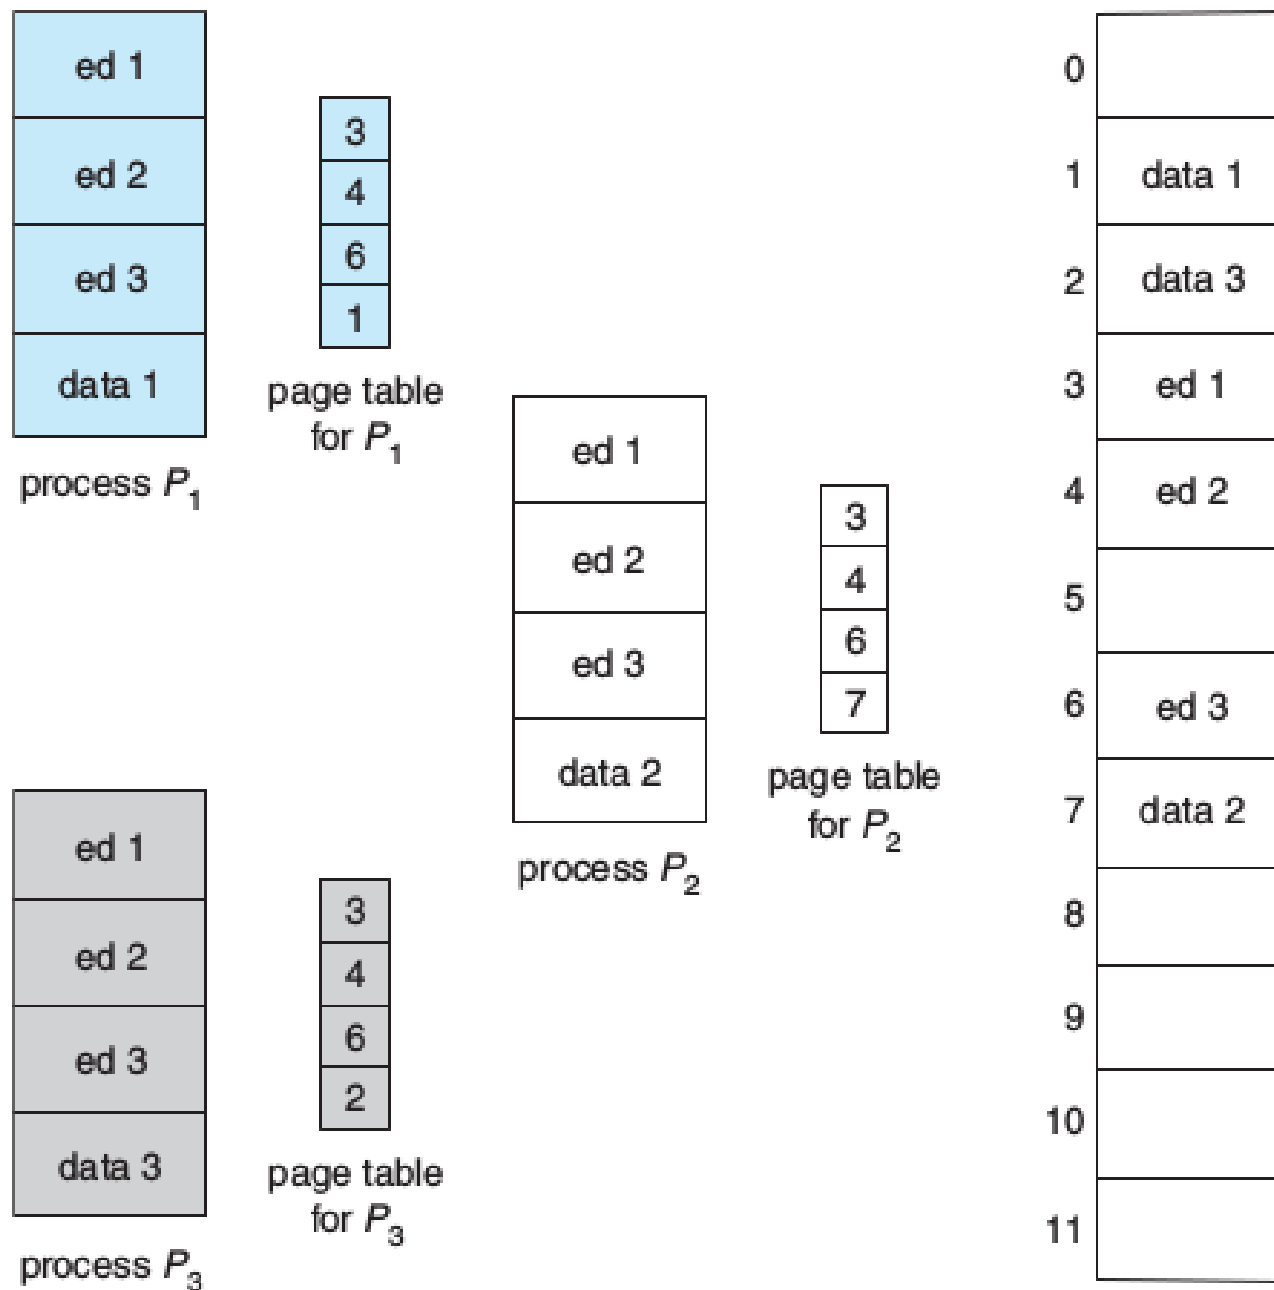 ed 1
ed 2
ed 3
data 1
process P1
3
4
6
1
page table
for P1
ed 1
ed 2
ed 3
data 2
process P2
3
4
6
7
page table
for P2
ed 1
ed 2
ed 3
data 3
process P3
3
4
6
2
page table
for P3
0
1 data 1
2 data 3
3 ed 1
4 ed 2
5
6 ed 3
7 data 2
8
9
10
11